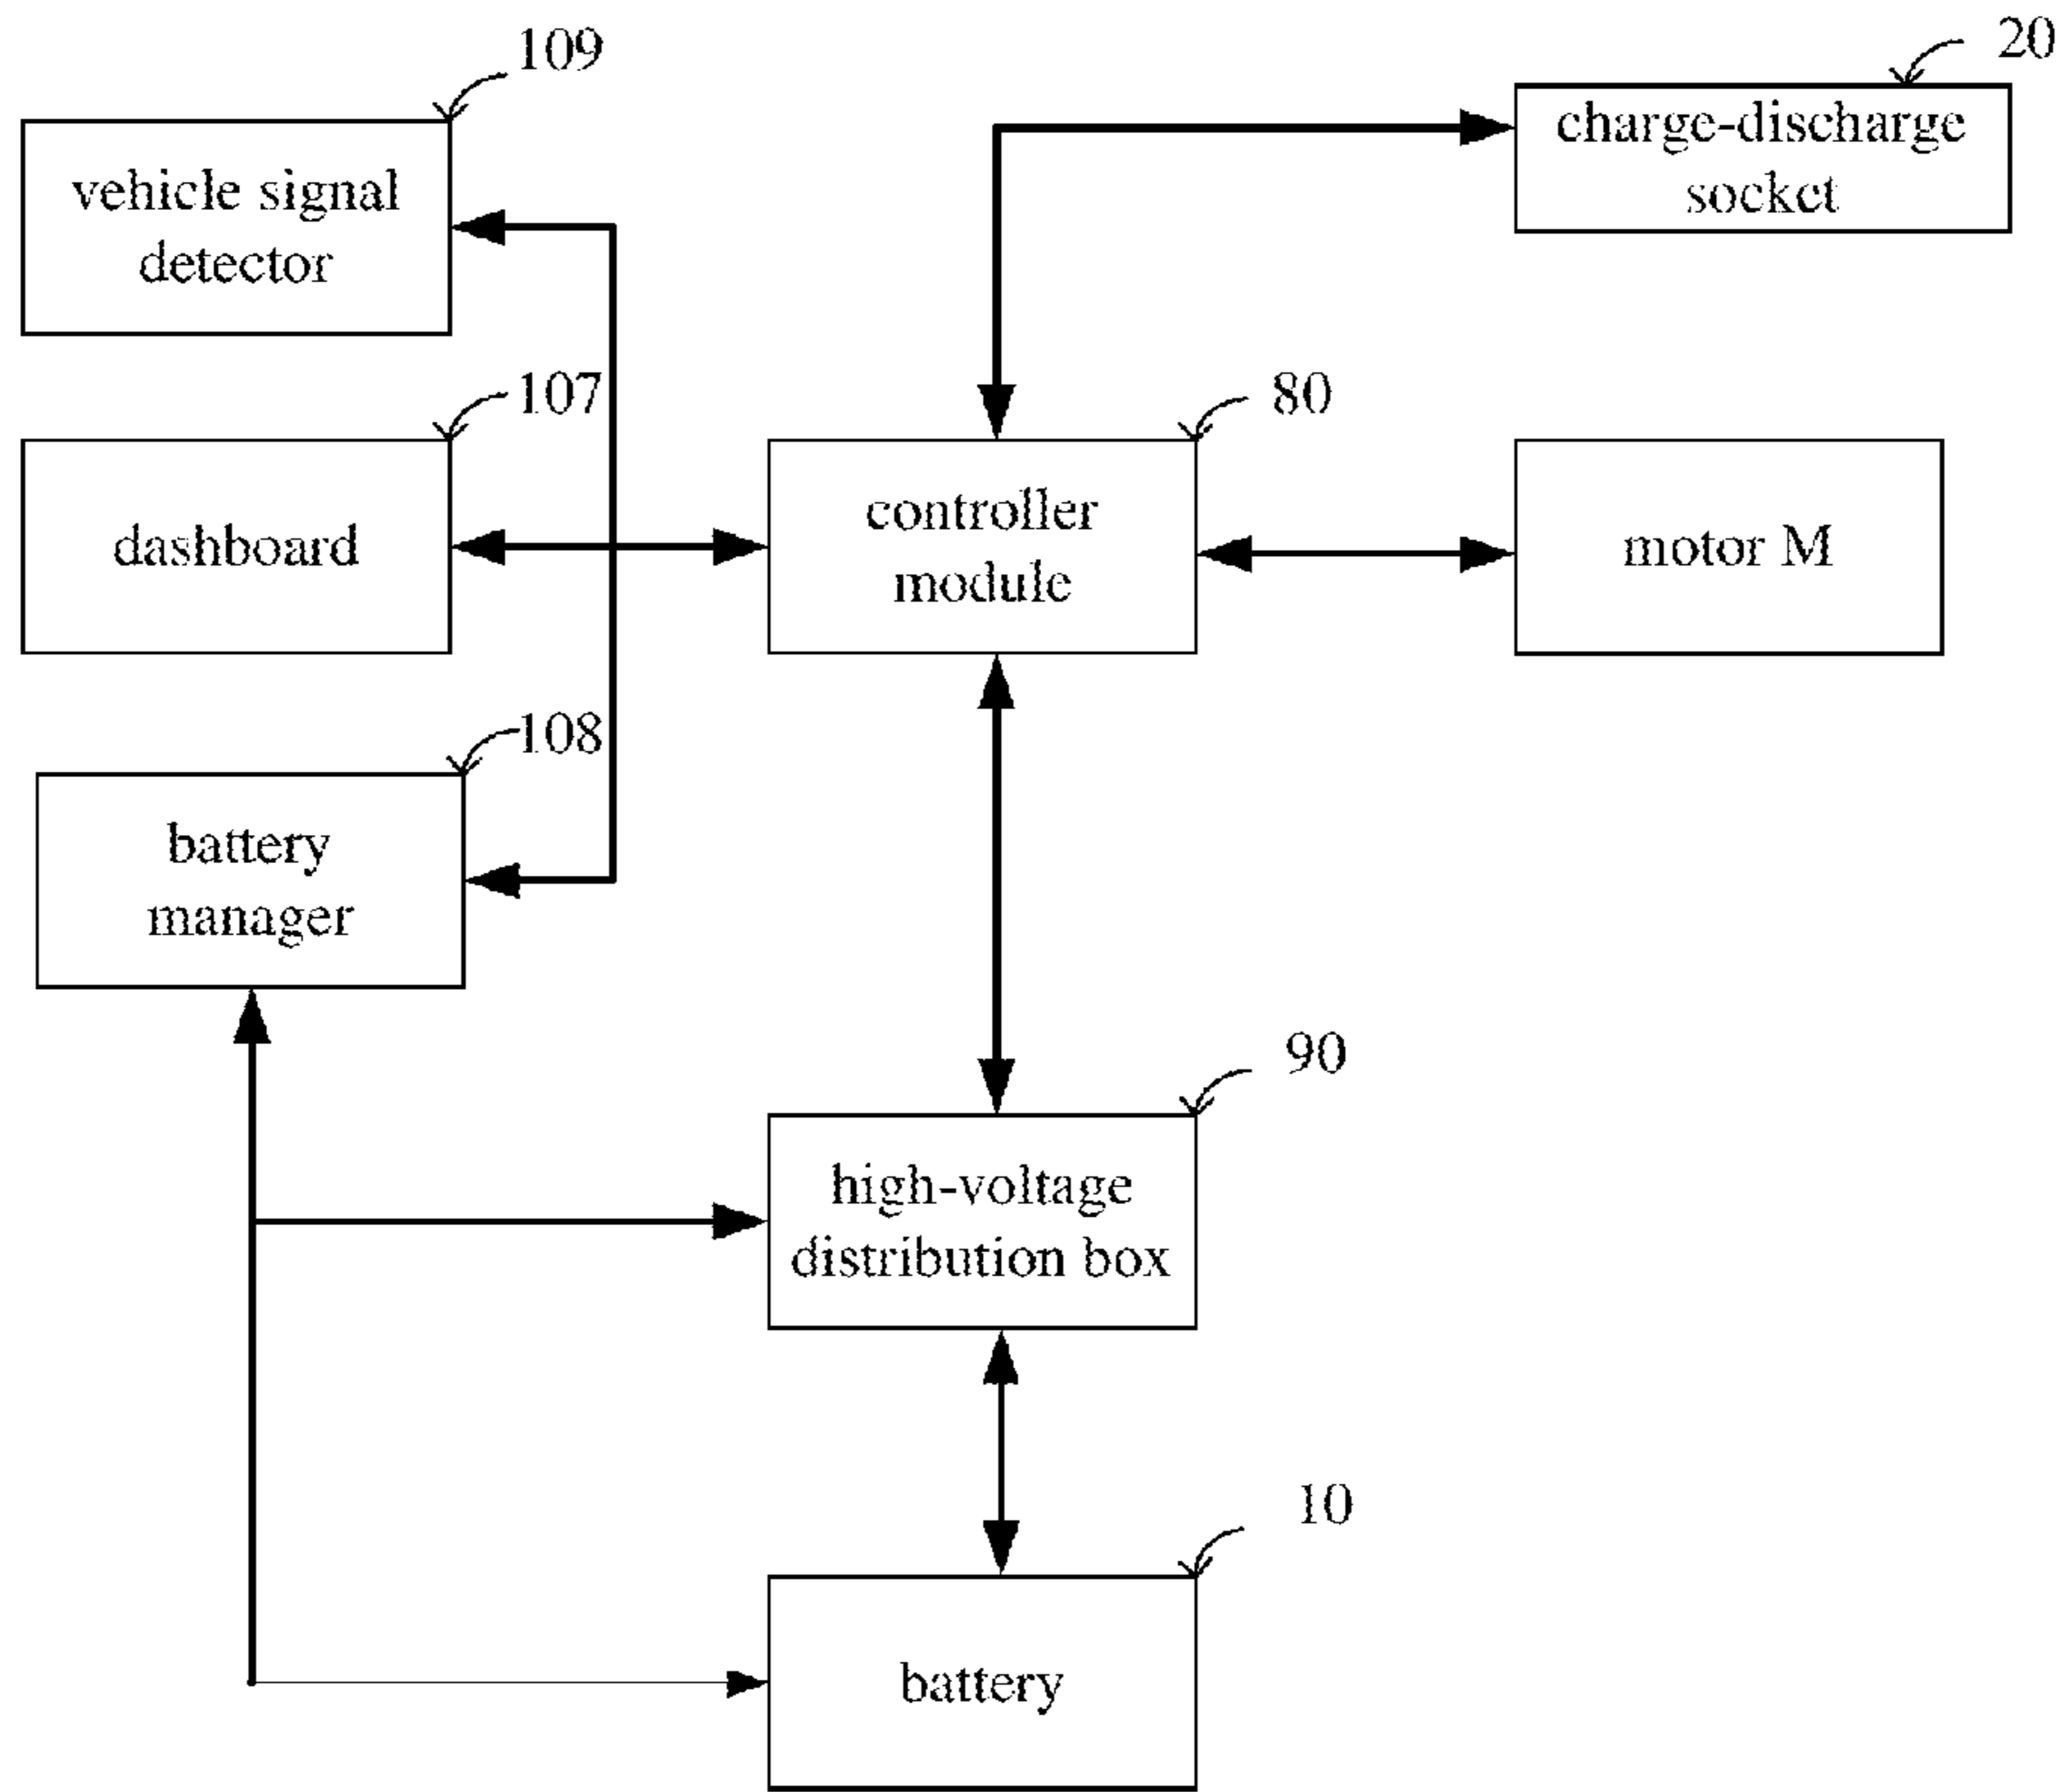 109
20
vehicle signal
detector
charge-discharge
socket
107
80
dashboard
controller
module
motor M
108
battery
manager
90
high-voltage
distribution box
10
battery